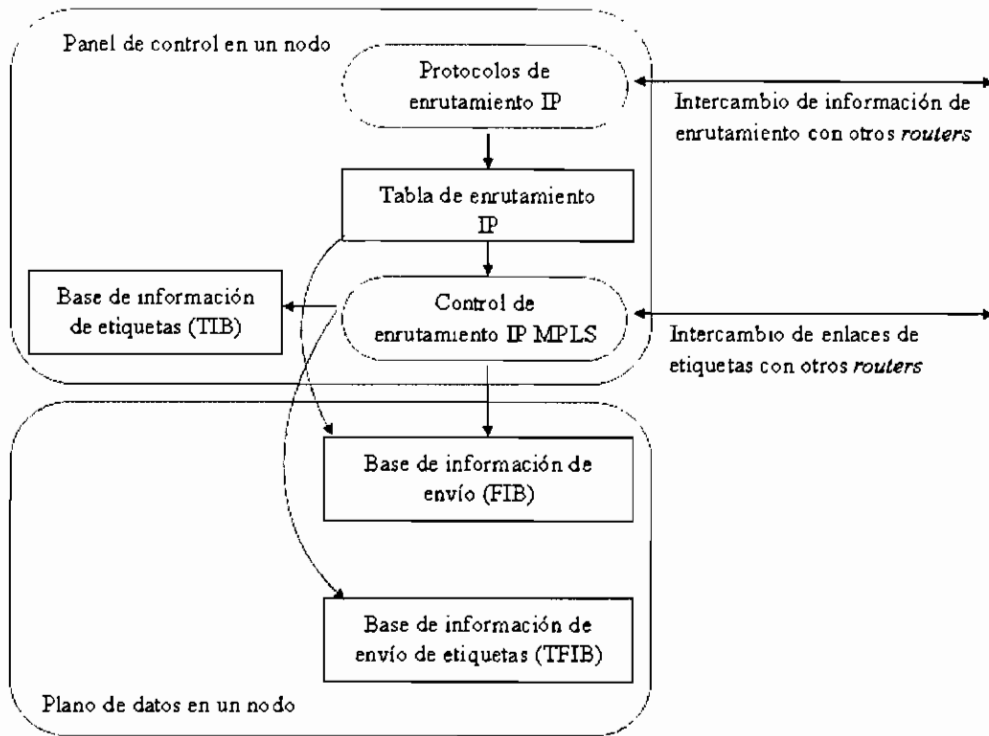 Panel de control en un nodo
Protocolos de
enrutamiento IP
Intercambio de información de
enrutamiento con otros routers
Tabla de enrutamiento
IP
Base de información
de etiquetas (TIB)
Control de
enrutamiento IP MPLS
Intercambio de enlaces de
etiquetas con otros routers
Base de información de
envío (FIB)
Base de información de
envío de etiquetas (TFIB)
Plano de datos en un nodo